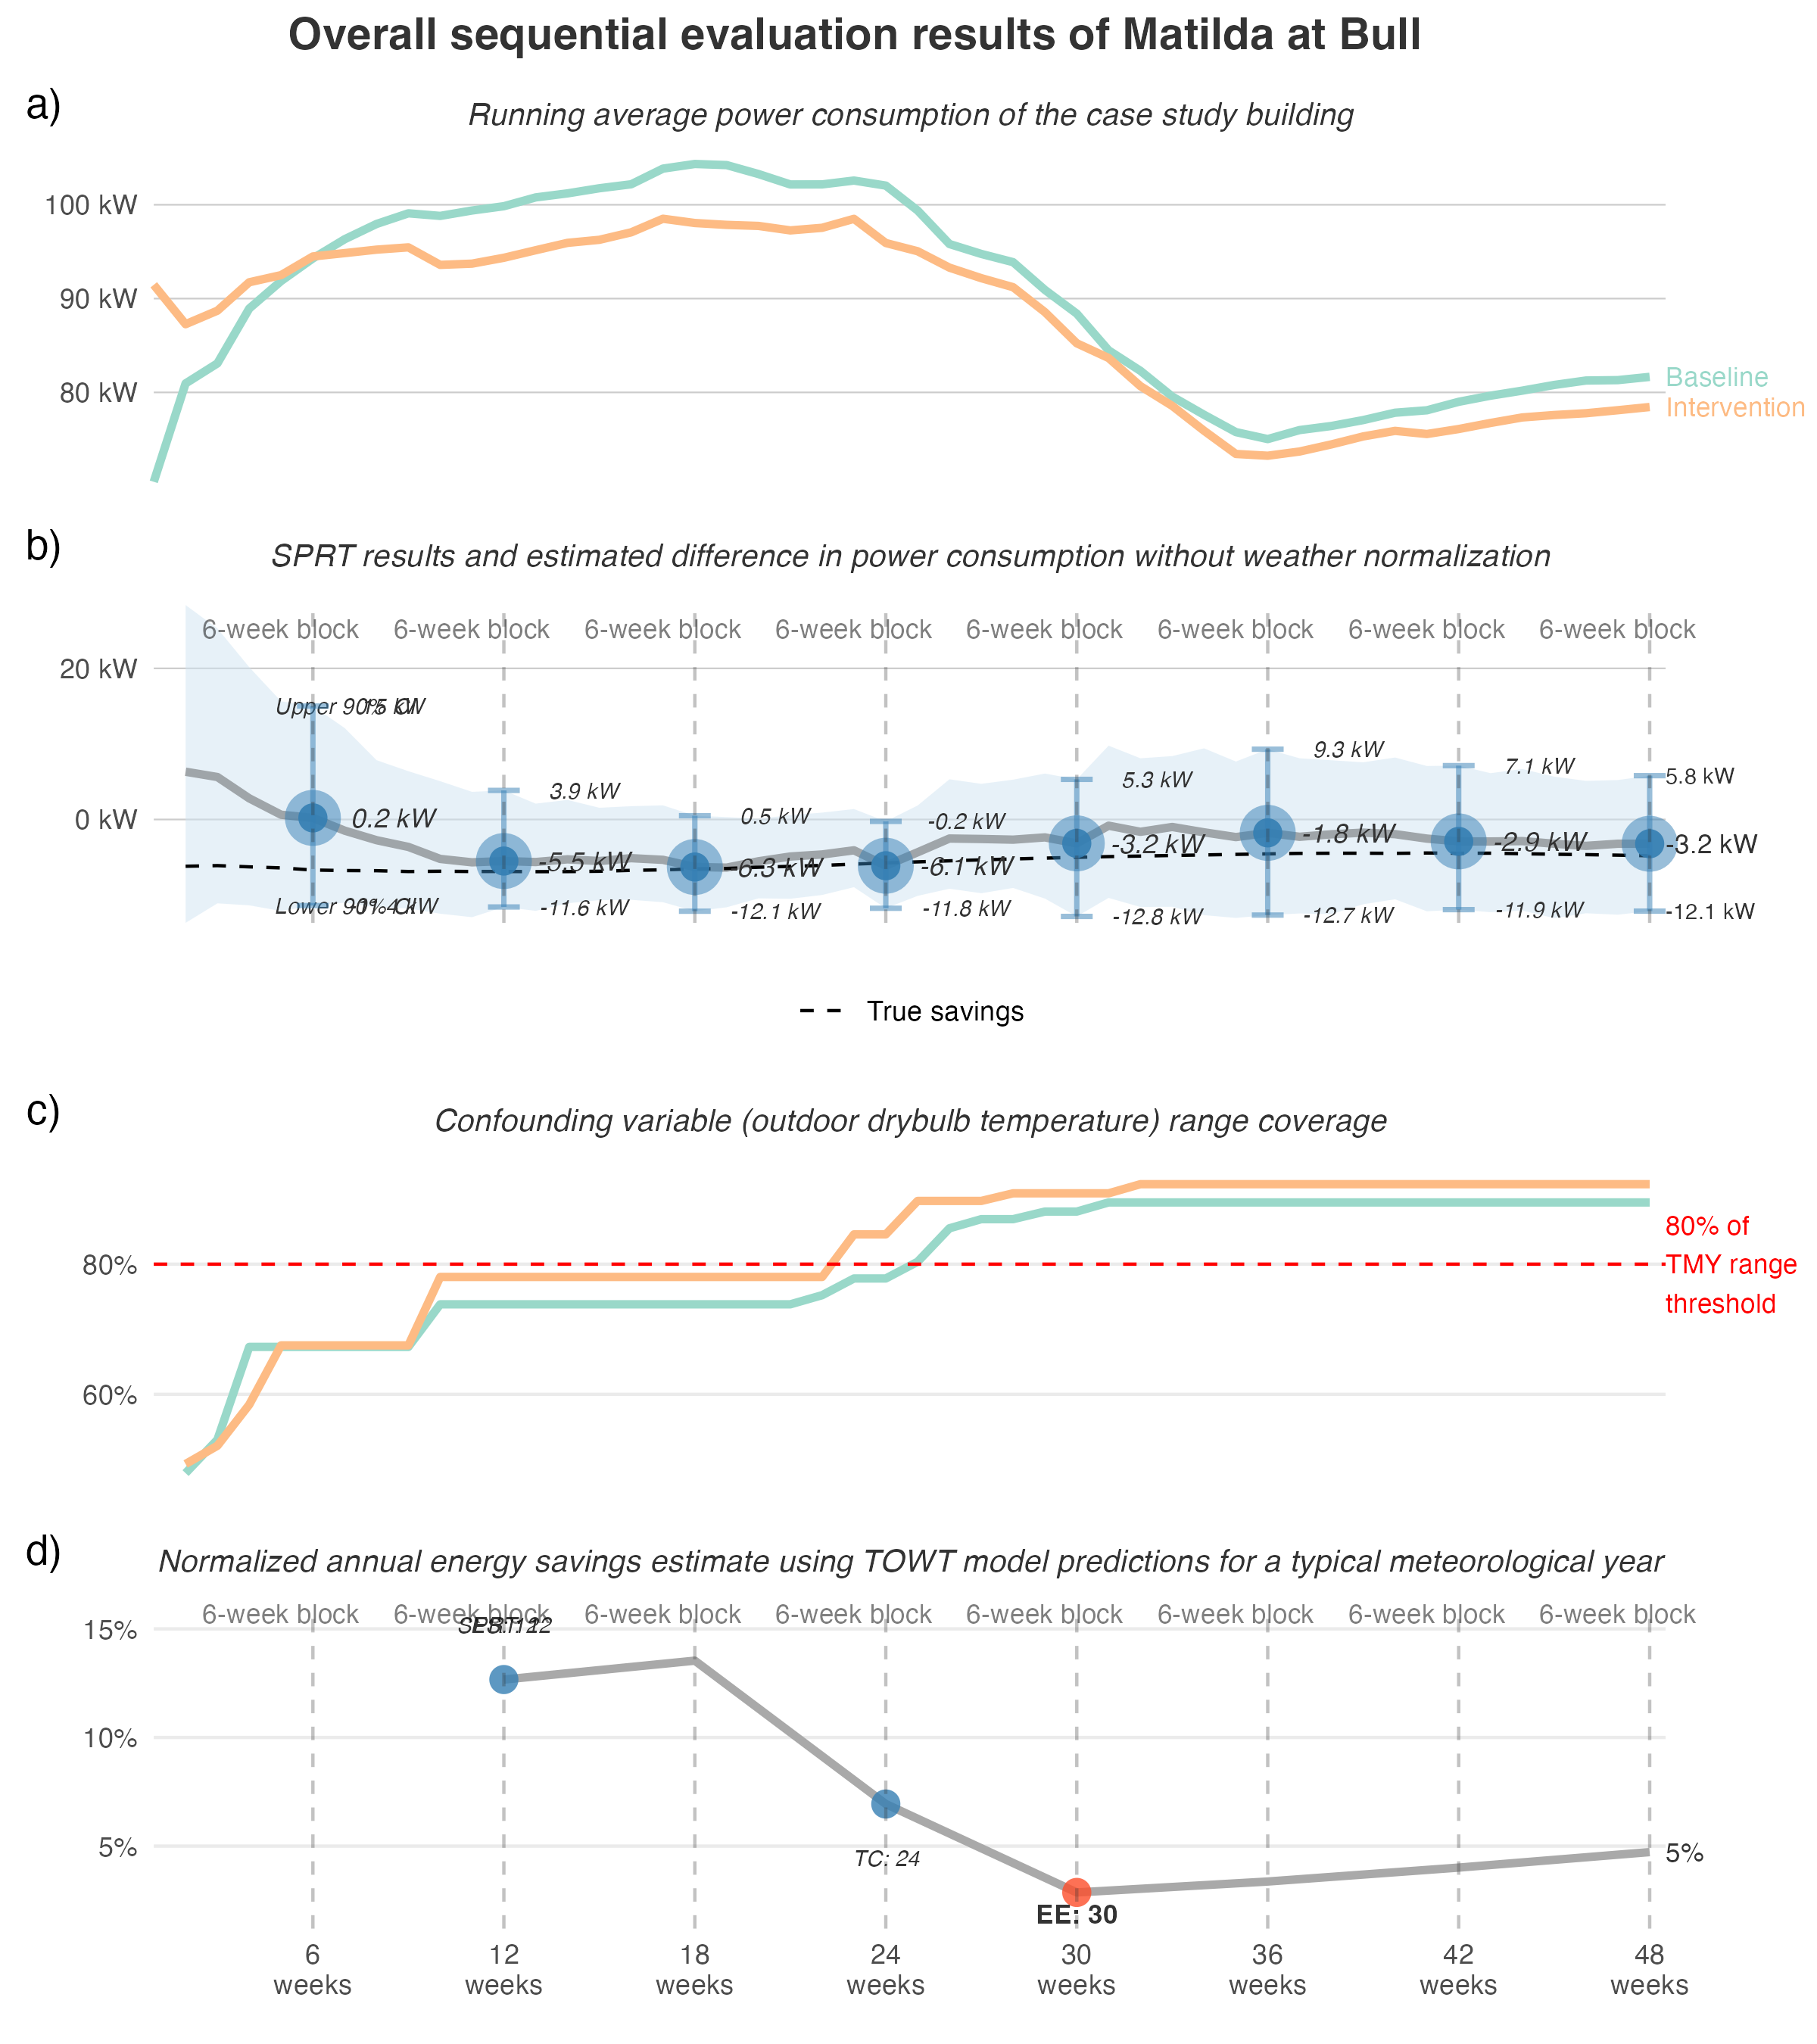 Overall sequential evaluation results of Matilda at Bull
a)
Running average power consumption of the case study building
100 kW
90 kW
80 kW
Baseline
Intervention
b)
SPRT results and estimated difference in power consumption without weather normalization
6-week block 6-week block 6-week block 6-week block 6-week block 6-week block 6-week block 6-week block
20 kW
0 kW
Upper 90% CI
15 kW
3.9 kW
0.5 kW
-0.2 kW
5.3 kW
9.3 kW
7.1 kW
5.8 kW
0.2 kW
-5.5 kW
-6.3 kW
-6.1 kW
-3.2 kW
-1.8 kW
-2.9 kW
-3.2 kW
Lower 90% CI
-11.6 kW
-12.1 kW
-11.8 kW
-12.8 kW
-12.7 kW
-11.9 kW
-12.1 kW
True savings
c)
Confounding variable (outdoor drybulb temperature) range coverage
80%
60%
80% of
TMY range
threshold
d)
Normalized annual energy savings estimate using TOWT model predictions for a typical meteorological year
6-week block 6-week block 6-week block 6-week block 6-week block 6-week block 6-week block 6-week block
15%
10%
5%
TC: 24
EE: 30
5%
6 weeks
12 weeks
18 weeks
24 weeks
30 weeks
36 weeks
42 weeks
48 weeks